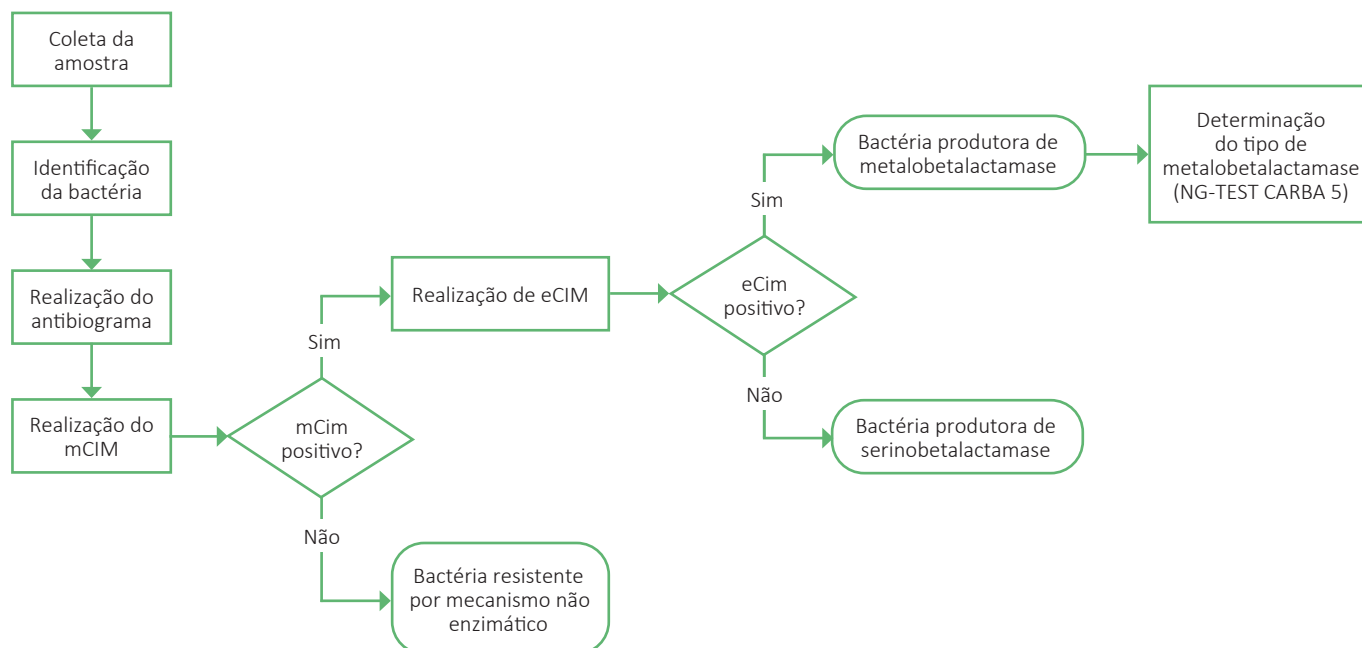 Coleta da
amostra
Identificação
da bactéria
Realização do
antibiograma
Realização do
mCIM
mCim
positivo?
Sim
Não
Bactéria resistente
por mecanismo não
enzimático
Realização de eCIM
eCim
positivo?
Sim
Não
Bactéria produtora de
metalobetalactamase
Bactéria produtora de
serinobetalactamase
Determinação
do tipo de
metalobetalactamase
(NG-TEST CARBA 5)